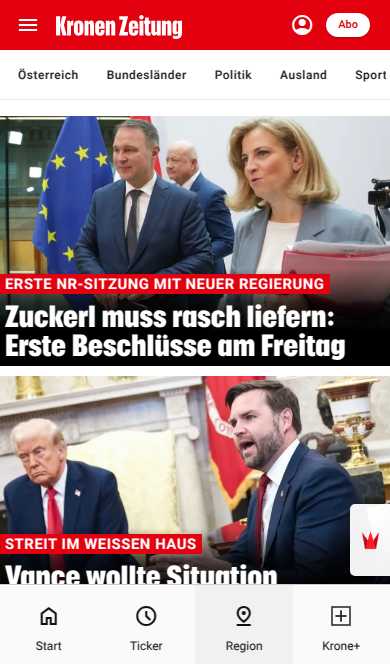 Kronen Zeitung
Abo
Österreich Bundesländer Politik Ausland Sport
ERSTE NR-SITZUNG MIT NEUER REGIERUNG
Zuckerl muss rasch liefern:
Erste Beschlüsse am Freitag
STREIT IM WEISSEN HAUS
Vance wollte Situation
Start Ticker Region Krone+